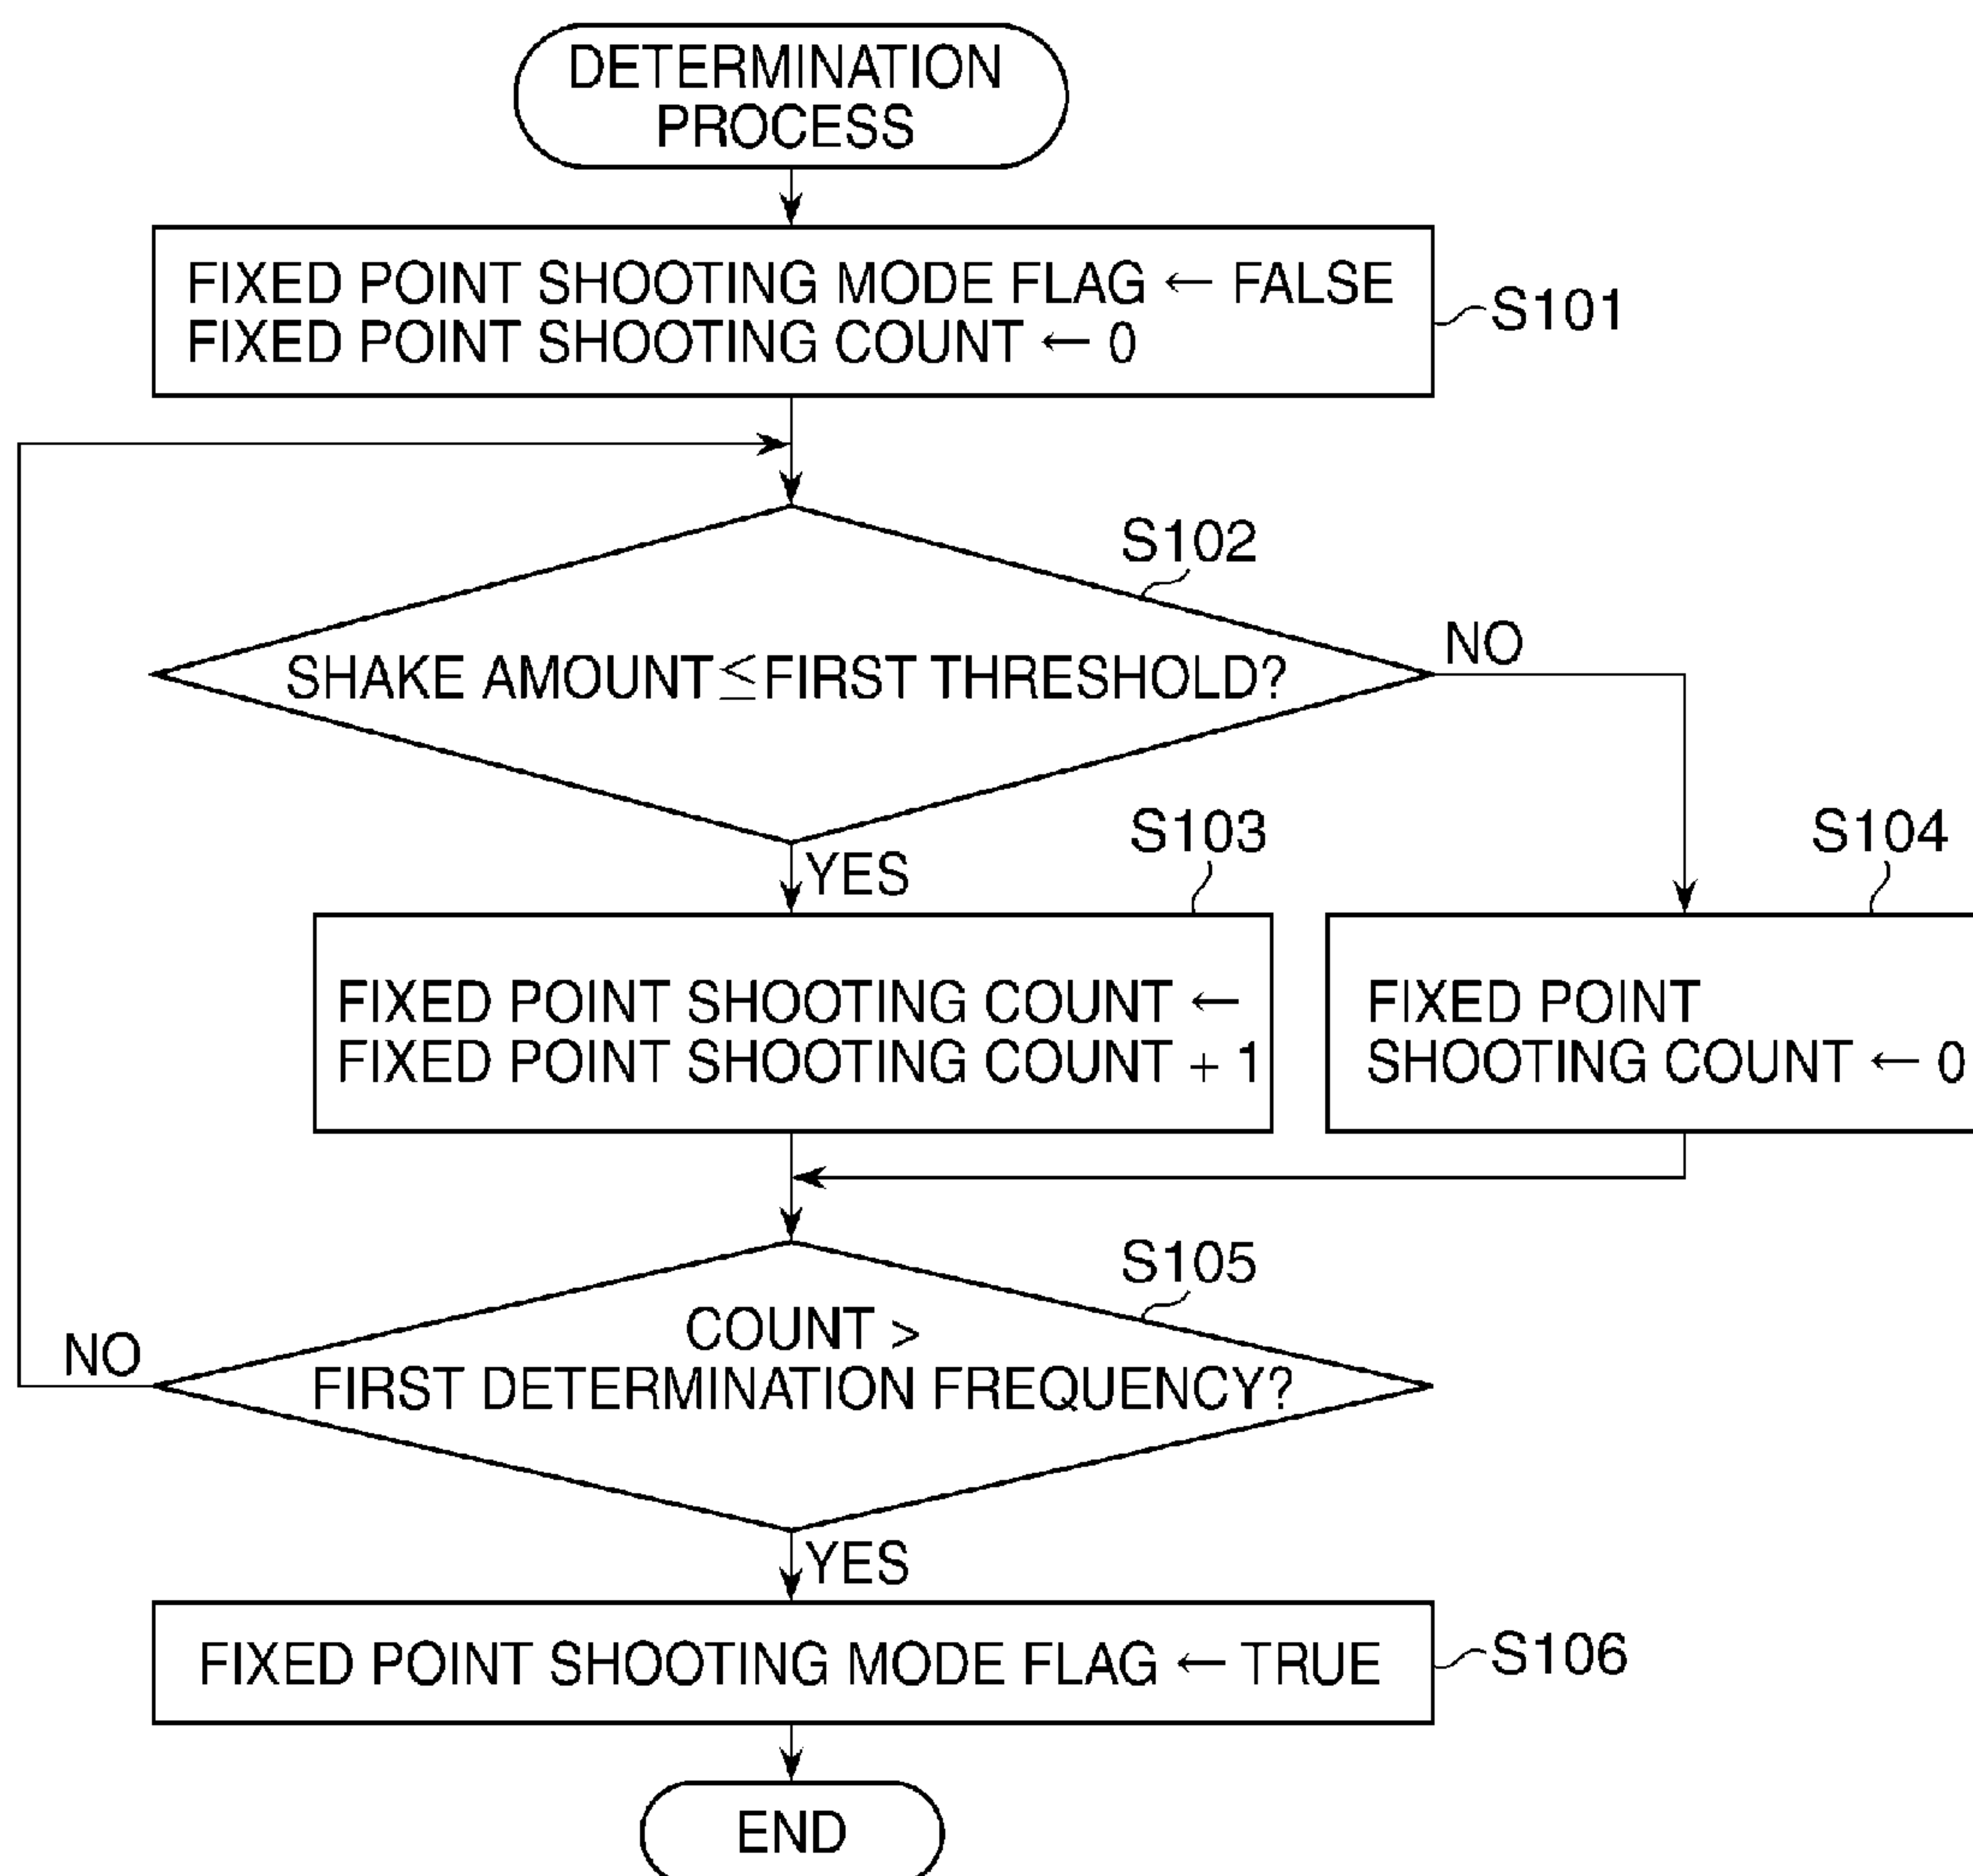 DETERMINATION
PROCESS
FIXED POINT SHOOTING MODE FLAG ← FALSE
FIXED POINT SHOOTING COUNT ← 0
S101
S102
SHAKE AMOUNT ≦ FIRST THRESHOLD?
NO
YES
S103
S104
FIXED POINT SHOOTING COUNT ←
FIXED POINT SHOOTING COUNT + 1
FIXED POINT
SHOOTING COUNT ← 0
S105
COUNT >
FIRST DETERMINATION FREQUENCY?
NO
YES
FIXED POINT SHOOTING MODE FLAG ← TRUE
S106
END